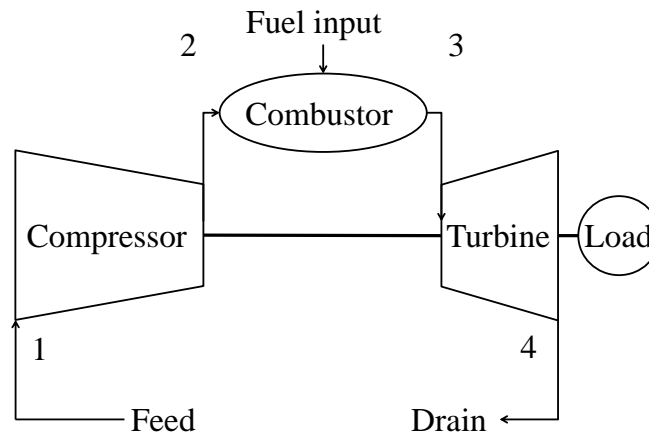 Fuel input
2
3
Combustor
Compressor
Turbine
Load
1
4
Feed
Drain